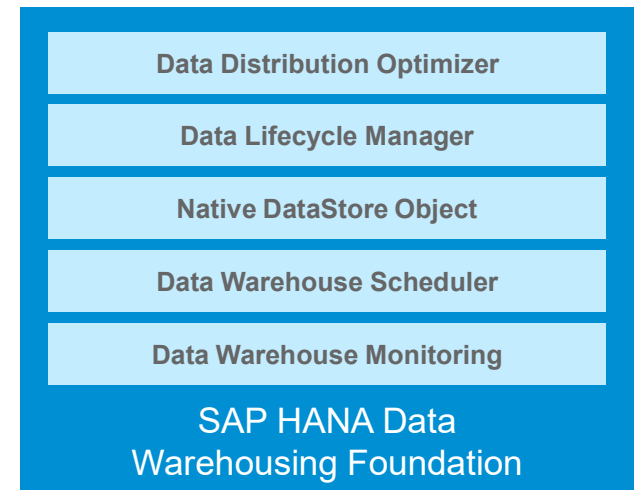 Data Distribution Optimizer
Data Lifecycle Manager
Native DataStore Object
Data Warehouse Scheduler
Data Warehouse Monitoring
SAP HANA Data
Warehousing Foundation